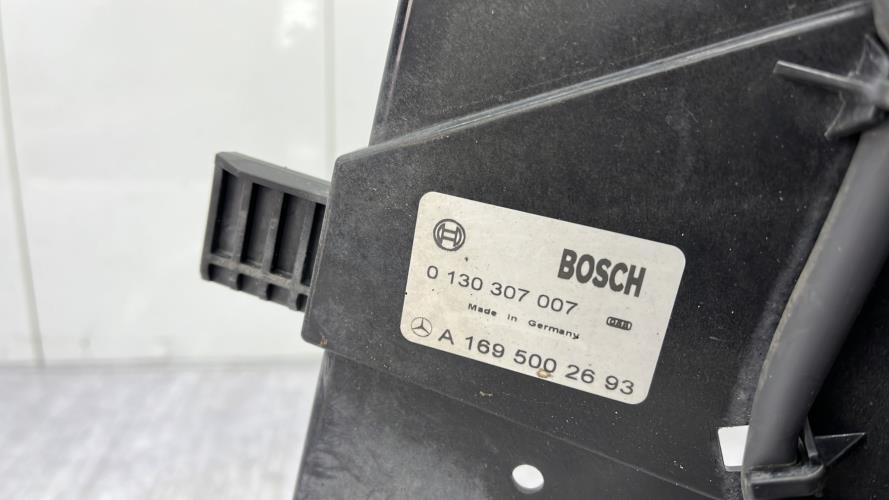 BOSCH
0 130 307 007
Made in Germany
A 169 500 26 93